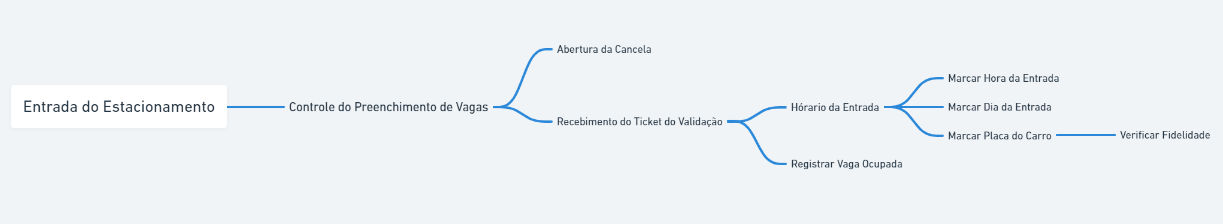 Entrada do Estacionamento
Controle do Preenchimento de Vagas
Abertura da Cancela
Recebimento do Ticket do Validação
Hórario da Entrada
Marcar Hora da Entrada
Marcar Dia da Entrada
Marcar Placa do Carro
Verificar Fidelidade
Registrar Vaga Ocupada